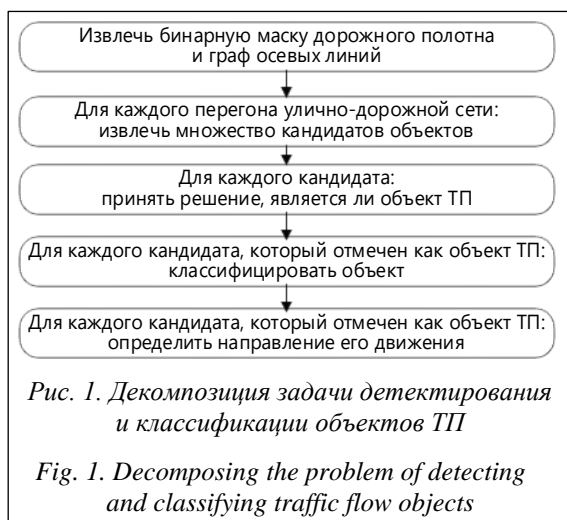 Извлечь бинарную маску дорожного полотна
и граф осевых линий
Для каждого перегона улично-дорожной сети:
извлечь множество кандидатов объектов
Для каждого кандидата:
принять решение, является ли объект ТП
Для каждого кандидата, который отмечен как объект ТП:
классифицировать объект
Для каждого кандидата, который отмечен как объект ТП:
определить направление его движения
Рис. 1. Декомпозиция задачи детектирования
и классификации объектов ТП
Fig. 1. Decomposing the problem of detecting
and classifying traffic flow objects